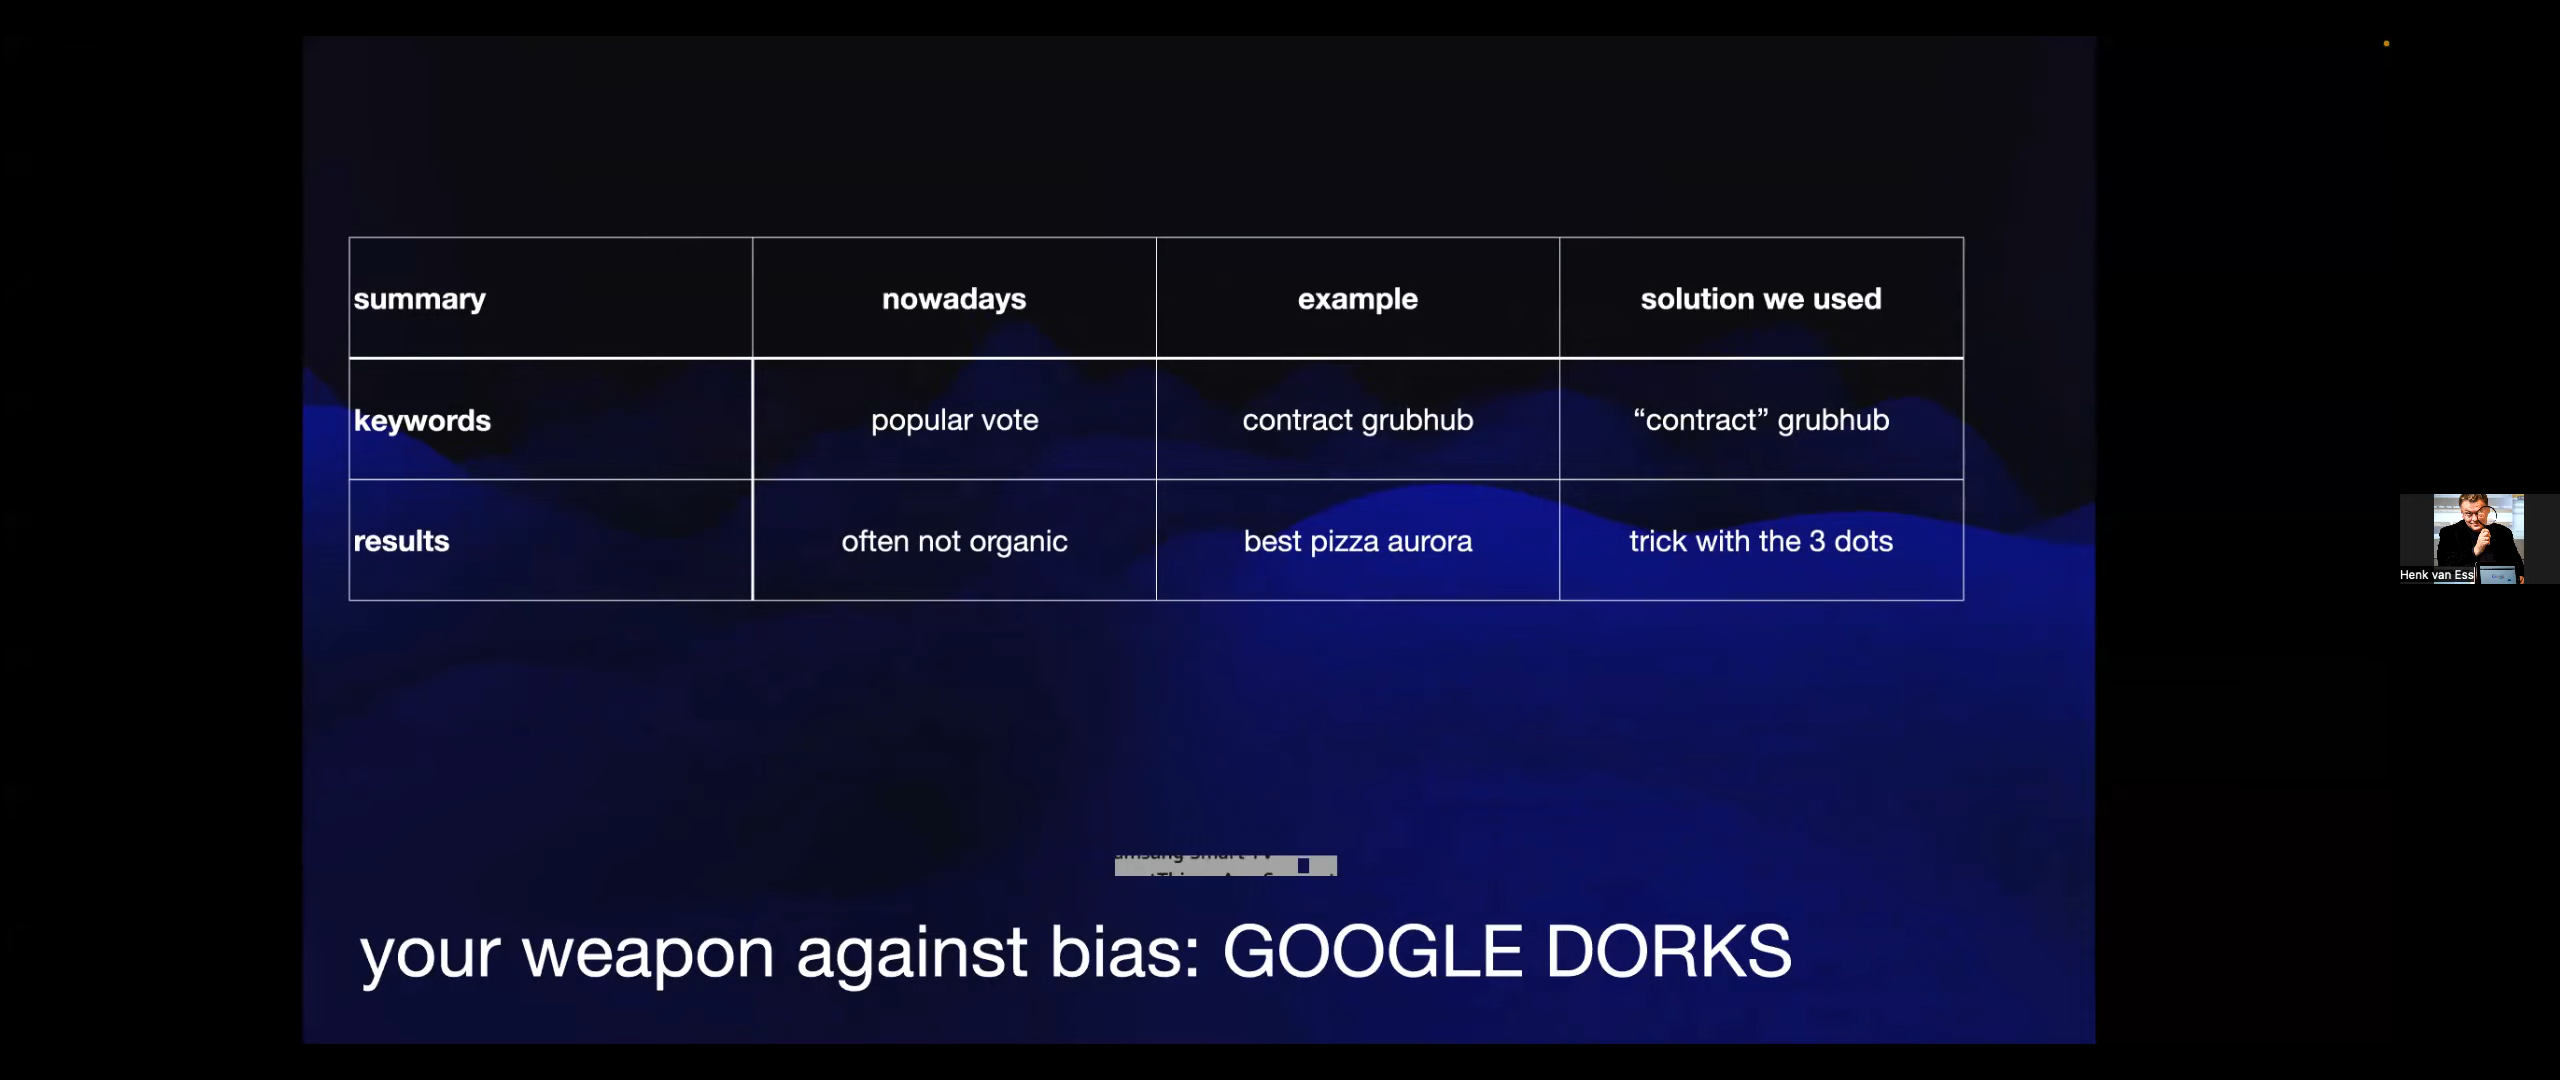 summary nowadays example solution we used
keywords popular vote contract grubhub “contract” grubhub
results often not organic best pizza aurora trick with the 3 dots
Henk van Ess
your weapon against bias: GOOGLE DORKS